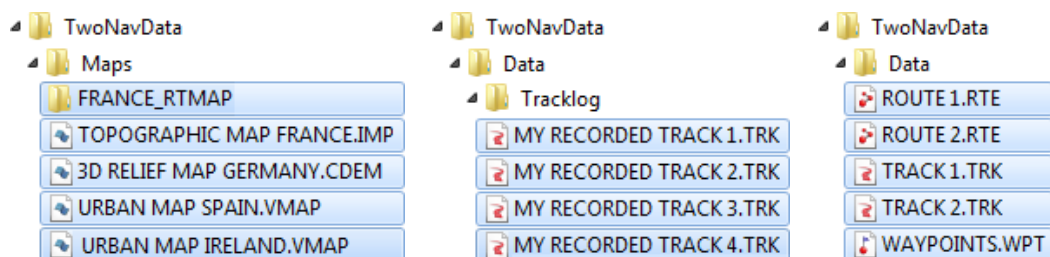 TwoNavData
Maps
FRANCE_RTMAP
TOPOGRAPHIC MAP FRANCE.IMP
3D RELIEF MAP GERMANY.CDEM
URBAN MAP SPAIN.VMAP
URBAN MAP IRELAND.VMAP
TwoNavData
Data
Tracklog
MY RECORDED TRACK 1.TRK
MY RECORDED TRACK 2.TRK
MY RECORDED TRACK 3.TRK
MY RECORDED TRACK 4.TRK
TwoNavData
Data
ROUTE 1.RTE
ROUTE 2.RTE
TRACK 1.TRK
TRACK 2.TRK
WAYPOINTS.WPT